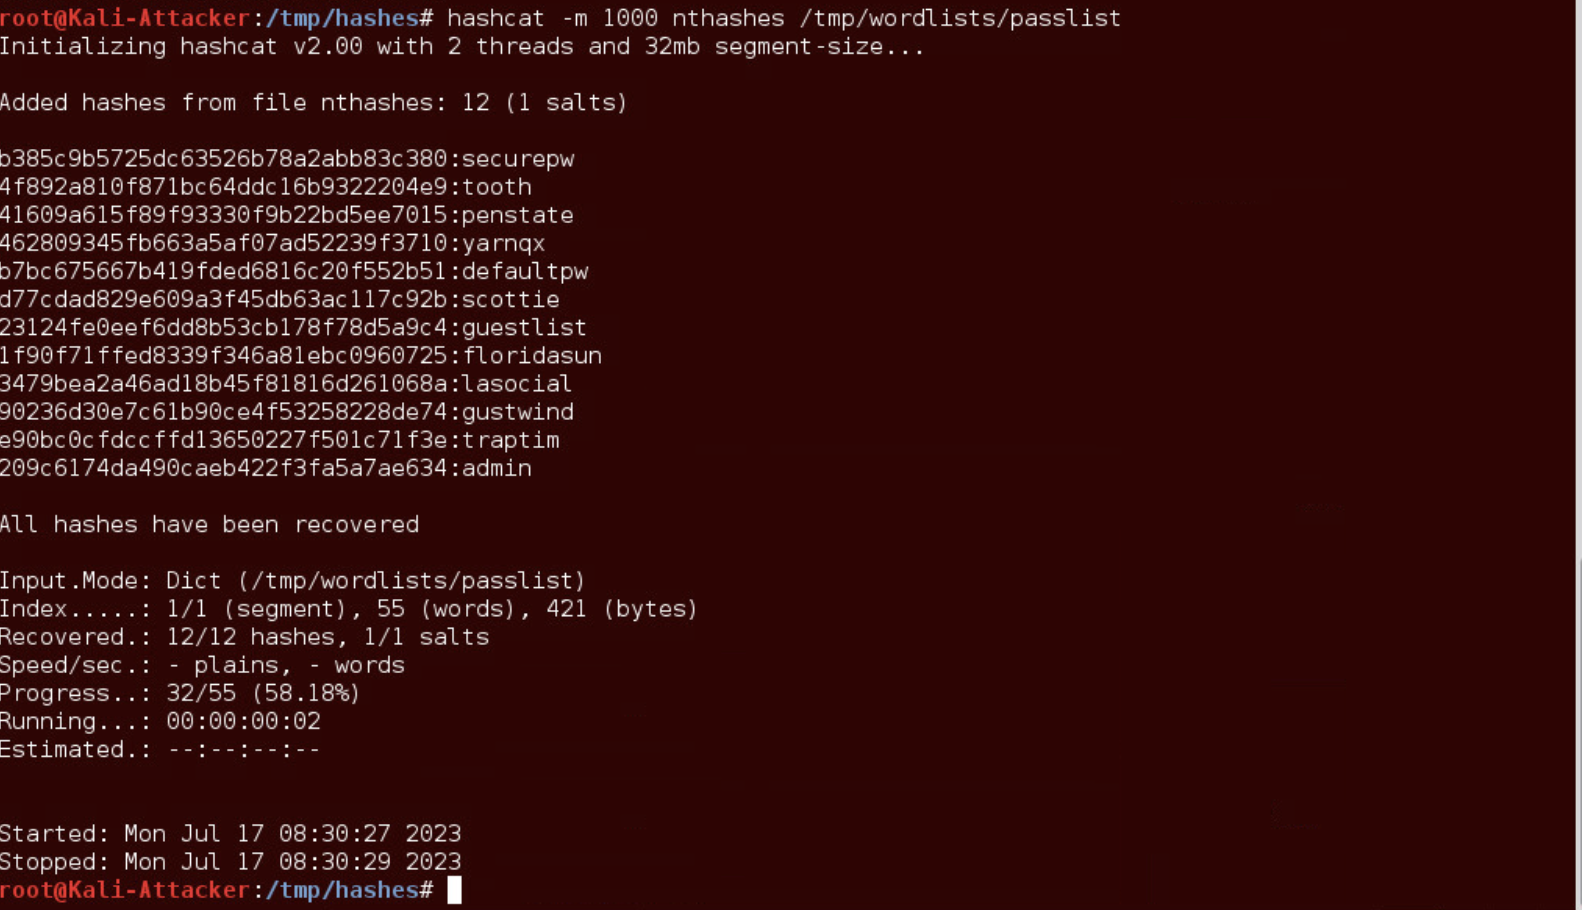 root@Kali-Attacker:/tmp/hashes# hashcat -m 1000 nthashes /tmp/wordlists/passlist
Initializing hashcat v2.00 with 2 threads and 32mb segment-size...
Added hashes from file nthashes: 12 (1 salts)
b385c9b5725dc63526b78a2abb83c380:securepw
4f892a810f871bc64ddc16b9322204e9:tooth
41609a615f89f93330f9b22bd5ee7015:penstate
462809345fb663a5af07ad52239f3710:yarnqx
b7bc675667b419fded6816c20f552b51:defaultpw
d77cdad829e609a3f45db63ac117c92b:scottie
23124fe0eef6dd8b53cb178f78d5a9c4:guestlist
1f90f71ffed8339f346a81ebc0960725:floridasun
3479bea2a46ad18b45f81816d261068a:lasocial
90236d30e7c61b90ce4f53258228de74:gustwind
e90bc0cfdccffd13650227f501c71f3e:traptim
209c6174da490caeb422f3fa5a7ae634:admin
All hashes have been recovered
Input.Mode: Dict (/tmp/wordlists/passlist)
Index.....: 1/1 (segment), 55 (words), 421 (bytes)
Recovered.: 12/12 hashes, 1/1 salts
Speed/sec.: - plains, - words
Progress..: 32/55 (58.18%)
Running...: 00:00:00:02
Estimated.: --:--:--:--
Started: Mon Jul 17 08:30:27 2023
Stopped: Mon Jul 17 08:30:29 2023
root@Kali-Attacker:/tmp/hashes#